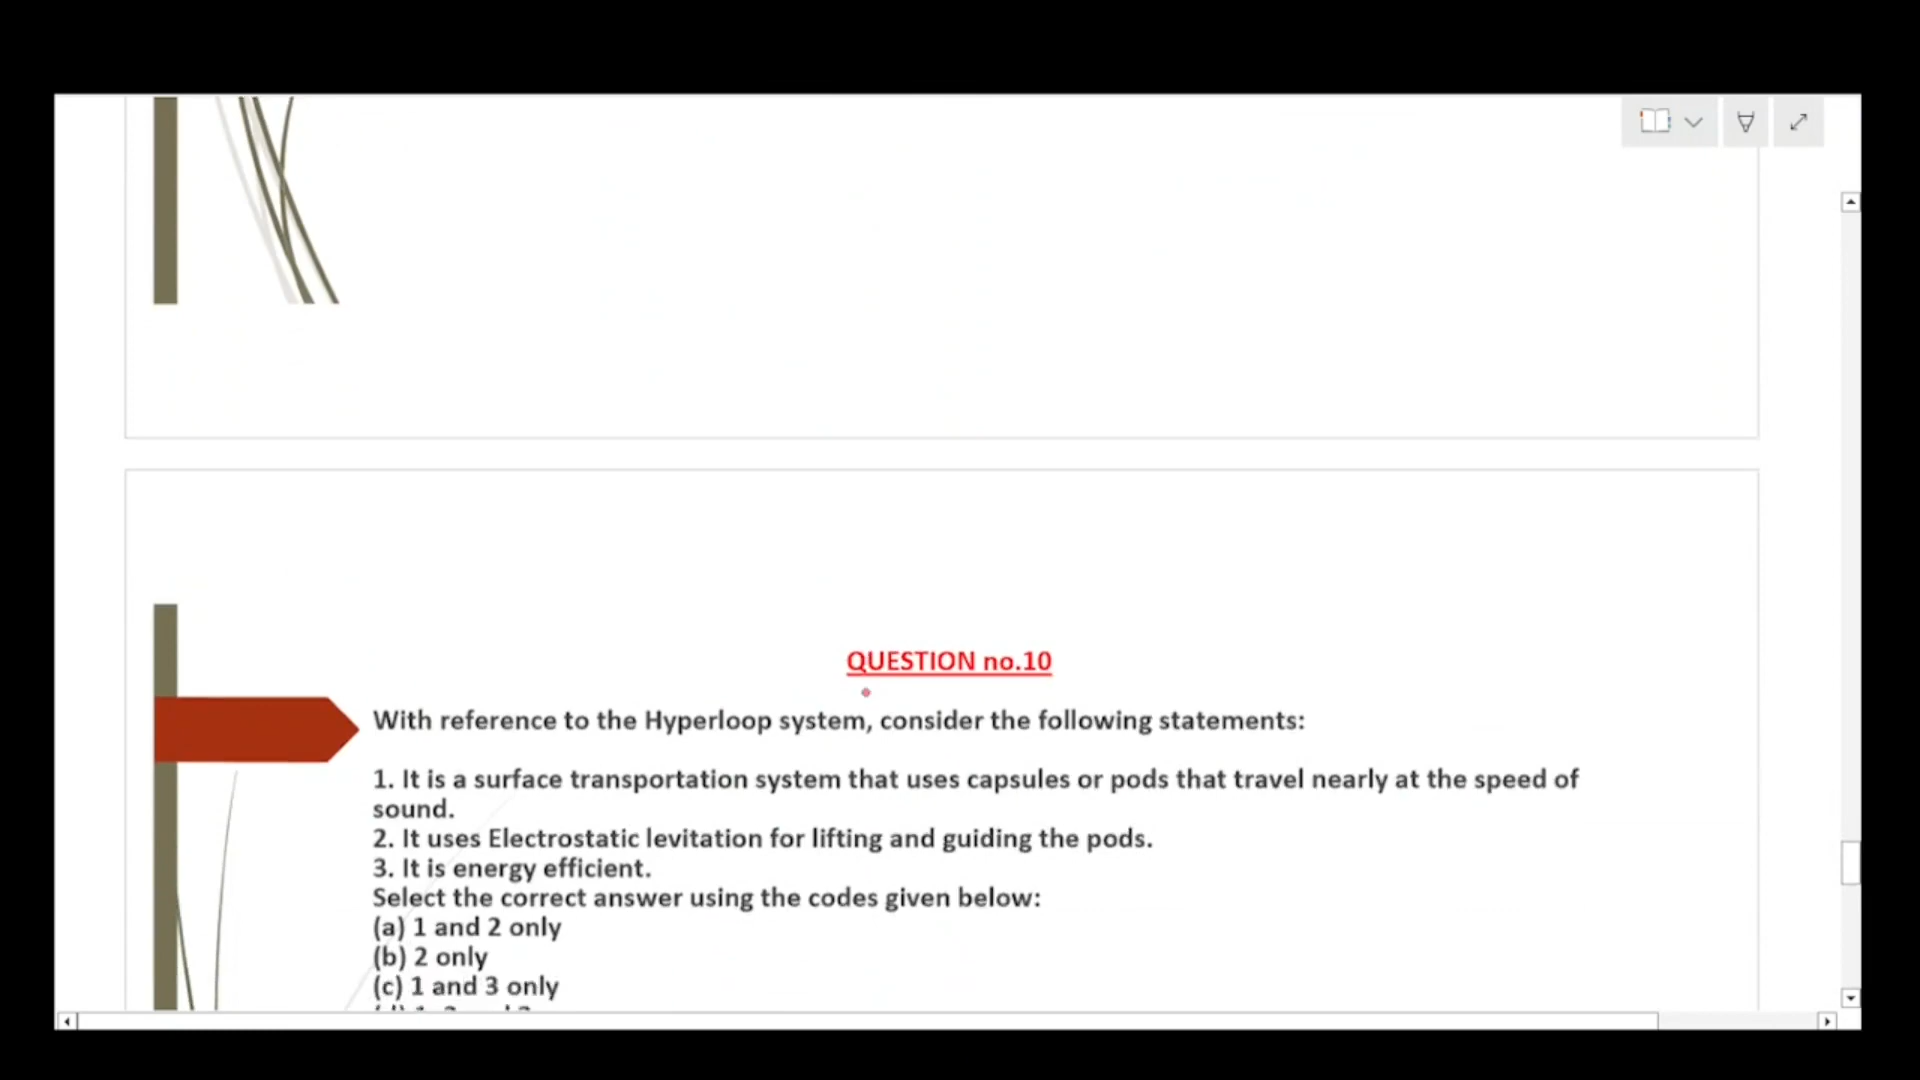 QUESTION no.10
With reference to the Hyperloop system, consider the following statements:
1. It is a surface transportation system that uses capsules or pods that travel nearly at the speed of
sound.
2. It uses Electrostatic levitation for lifting and guiding the pods.
3. It is energy efficient.
Select the correct answer using the codes given below:
(a) 1 and 2 only
(b) 2 only
(c) 1 and 3 only